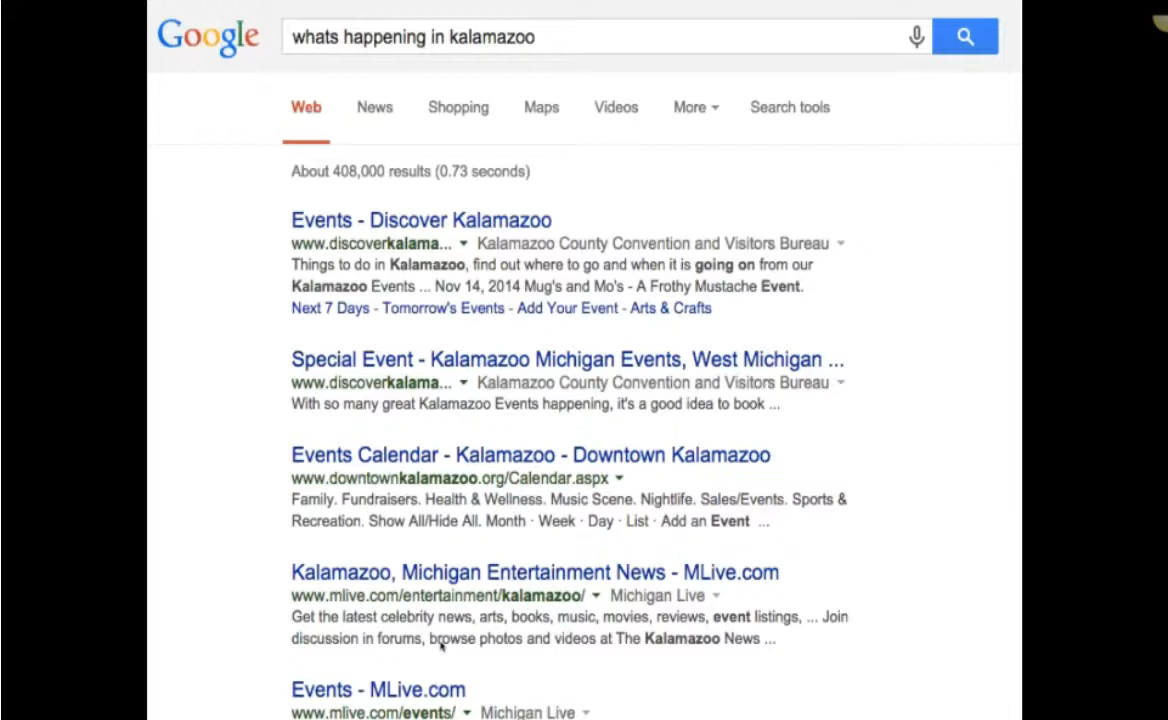 Google
whats happening in kalamazoo
Web News Shopping Maps Videos More Search tools
About 408,000 results (0.73 seconds)
Events - Discover Kalamazoo
www.discoverkalama... Kalamazoo County Convention and Visitors Bureau
Things to do in Kalamazoo, find out where to go and when it is going on from our
Kalamazoo Events ... Nov 14, 2014 Mug's and Mo's - A Frothy Mustache Event.
Next 7 Days - Tomorrow's Events - Add Your Event - Arts & Crafts
Special Event - Kalamazoo Michigan Events, West Michigan ...
www.discoverkalama... Kalamazoo County Convention and Visitors Bureau
With so many great Kalamazoo Events happening, it's a good idea to book ...
Events Calendar - Kalamazoo - Downtown Kalamazoo
www.downtownkalamazoo.org/Calendar.aspx
Family. Fundraisers. Health & Wellness. Music Scene. Nightlife. Sales/Events. Sports &
Recreation. Show All/Hide All. Month · Week · Day · List · Add an Event ...
Kalamazoo, Michigan Entertainment News - MLive.com
www.mlive.com/entertainment/kalamazoo/ Michigan Live
Get the latest celebrity news, arts, books, music, movies, reviews, event listings, ... Join
discussion in forums, browse photos and videos at The Kalamazoo News ...
Events - MLive.com
www.mlive.com/events/ Michigan Live